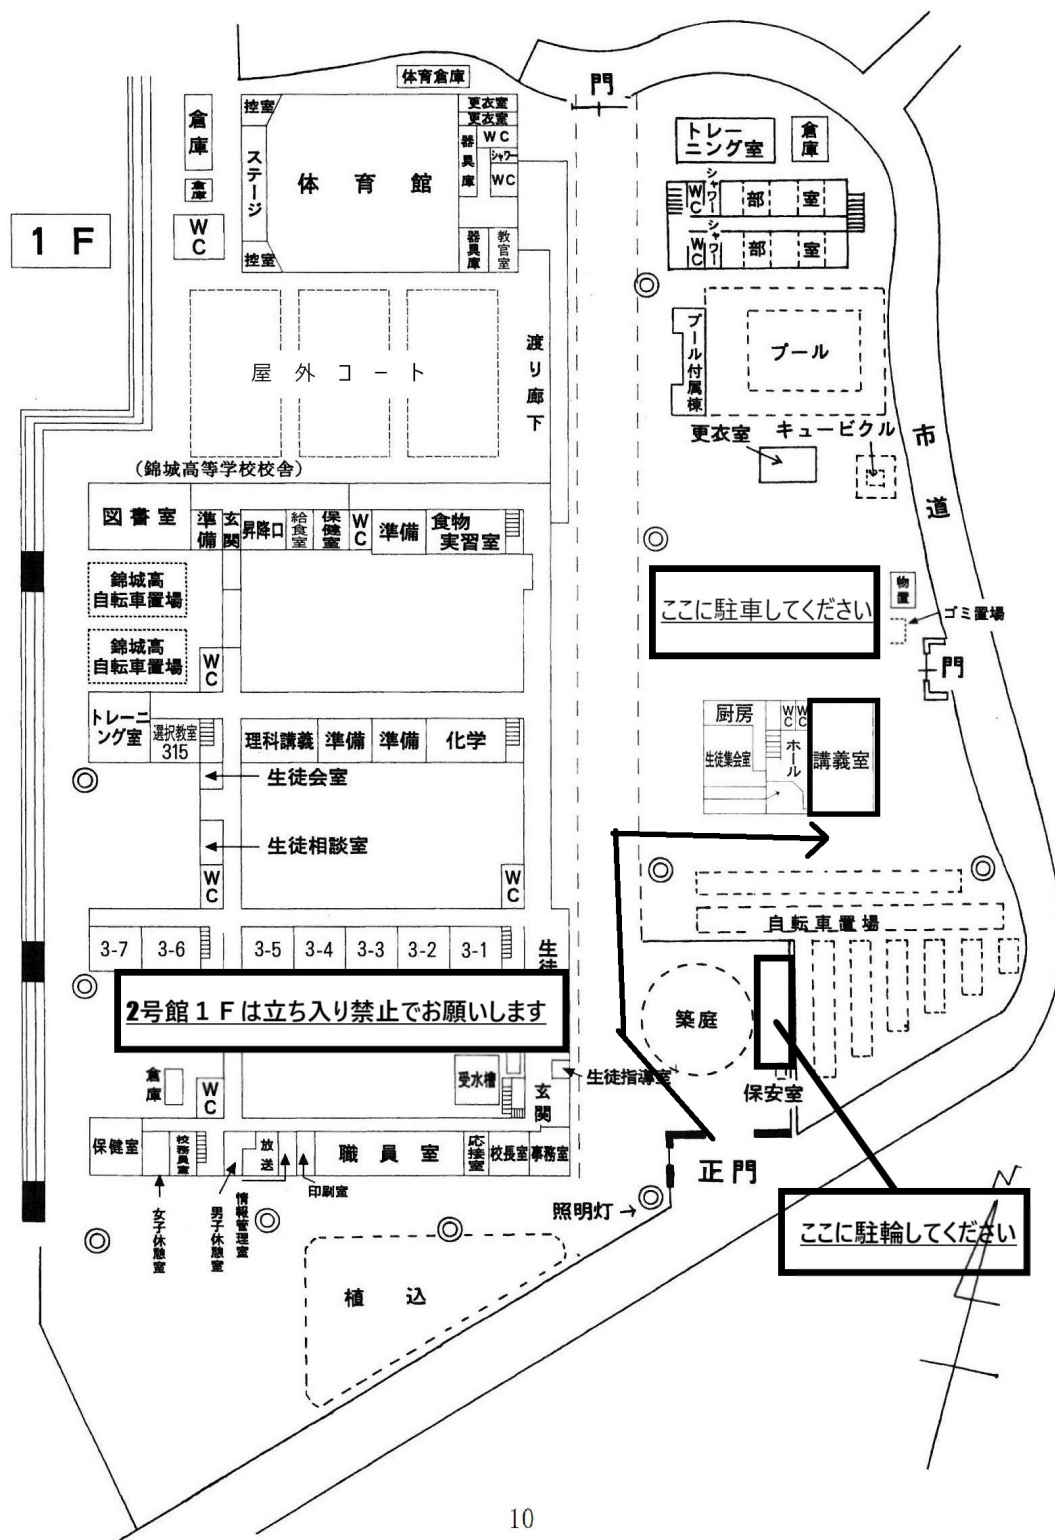 体育倉庫
門
控室
更衣室
更衣室
倉庫
ステージ
体育館
器具庫
WC
シャワー
WC
トレーニング室
倉庫
倉庫
WC
シャワー
部室
1F
WC
控室
器具庫
教官室
WC
シャワー
部室
屋外コート
渡り廊下
プール付属棟
プール
更衣室
キュービクル
市道
(錦城高等学校校舎)
図書室
準備
玄関
昇降口
給食室
保健室
WC
準備
食物実習室
錦城高
自転車置場
ここに駐車してください
物置
ゴミ置場
錦城高
自転車置場
WC
門
トレーニング室
選択教室
315
理科講義
準備
準備
化学
厨房
WC
WC
生徒集会室
ホール
講義室
生徒会室
生徒相談室
WC
WC
自転車置場
3-7
3-6
3-5
3-4
3-3
3-2
3-1
生徒
2号館1Fは立ち入り禁止でお願いします
築庭
倉庫
WC
受水槽
生徒指導室
玄関
保安室
保健室
校務員室
放送
職員室
応接室
校長室
事務室
正門
女子休憩室
男子休憩室
情報管理室
印刷室
照明灯
ここに駐輪してください
植込
N
10